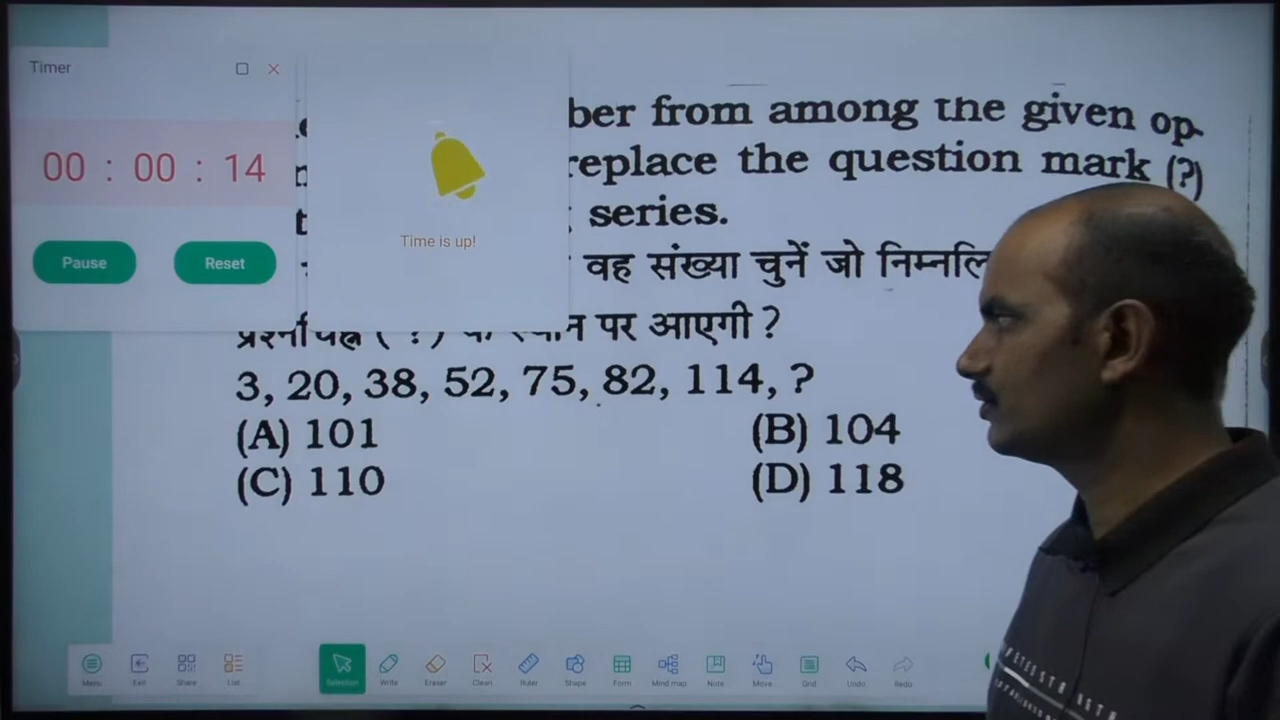 Timer
00 : 00 : 14
Pause
Reset
Time is up!
from among the given op-
replace the question mark (?)
series.
वह संख्या चुनें जो
पर आएगी ?
3, 20, 38, 52, 75, 82, 114, ?
(A) 101
(B) 104
(C) 110
(D) 118
Menu
Exit
Share
List
Selection
Write
Eraser
Clean
Ruler
Shape
Form
Mind map
Note
Move
Grid
Undo
Redo